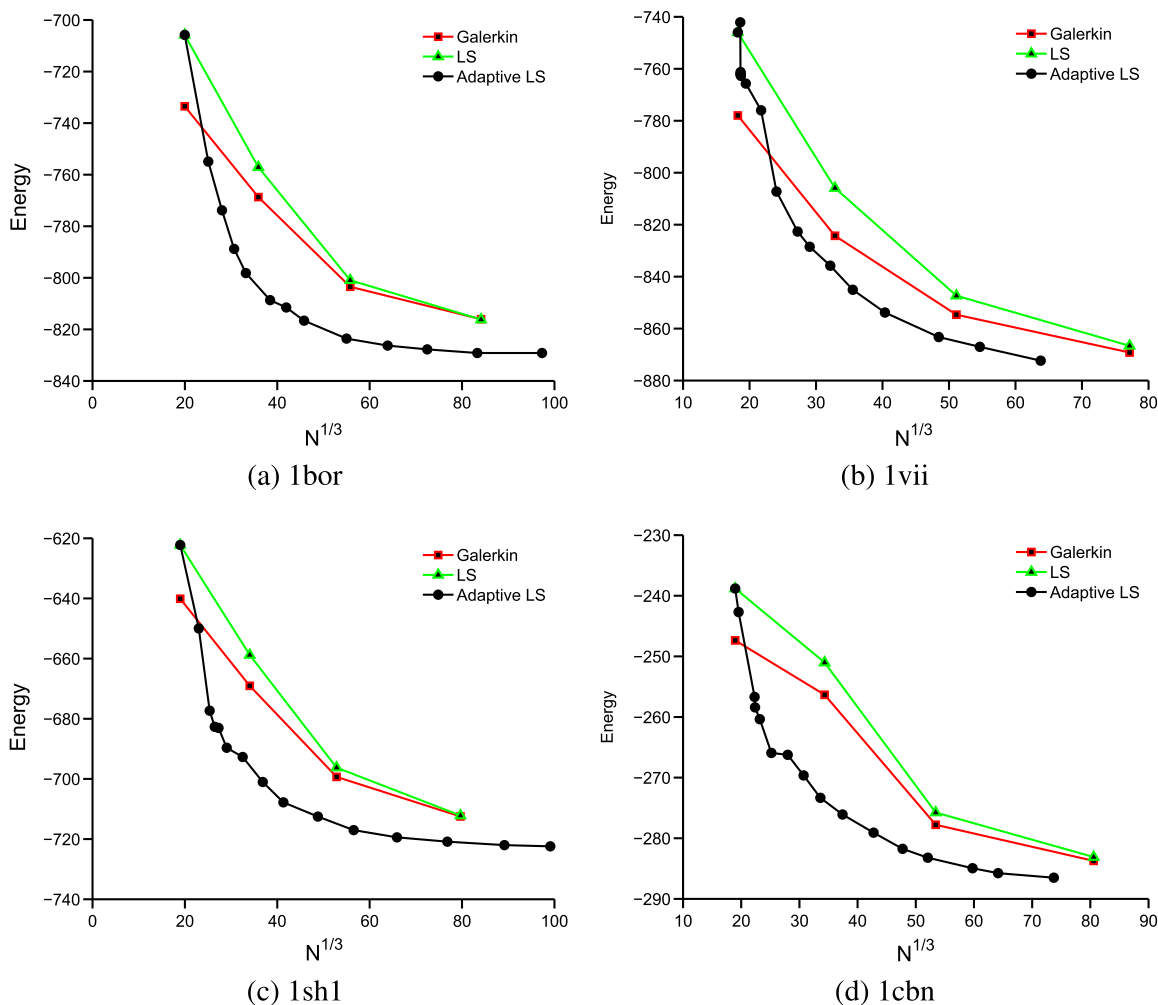 −700
−720
−740
−760
−780
−800
−820
−840
Energy
0 20 40 60 80 100
N^1/3
Galerkin
LS
Adaptive LS
(a) 1bor
−740
−760
−780
−800
−820
−840
−860
−880
Energy
10 20 30 40 50 60 70 80
N^1/3
Galerkin
LS
Adaptive LS
(b) 1vii
−620
−640
−660
−680
−700
−720
−740
Energy
0 20 40 60 80 100
N^1/3
Galerkin
LS
Adaptive LS
(c) 1sh1
−230
−240
−250
−260
−270
−280
−290
Energy
10 20 30 40 50 60 70 80 90
N^1/3
Galerkin
LS
Adaptive LS
(d) 1cbn